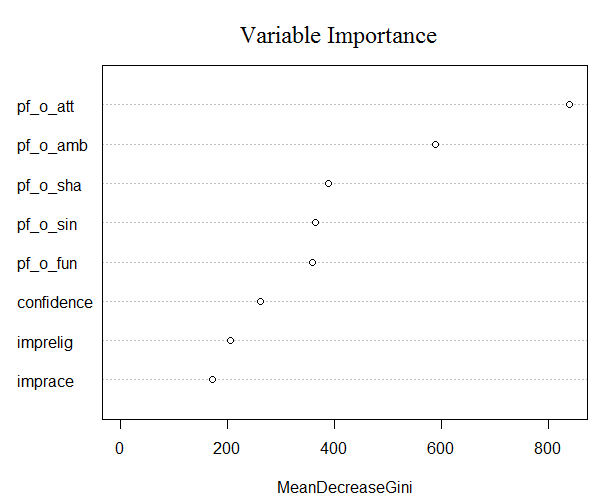 Variable Importance
pf_o_att
pf_o_amb
pf_o_sha
pf_o_sin
pf_o_fun
confidence
imprelig
imprace
0 200 400 600 800
MeanDecreaseGini